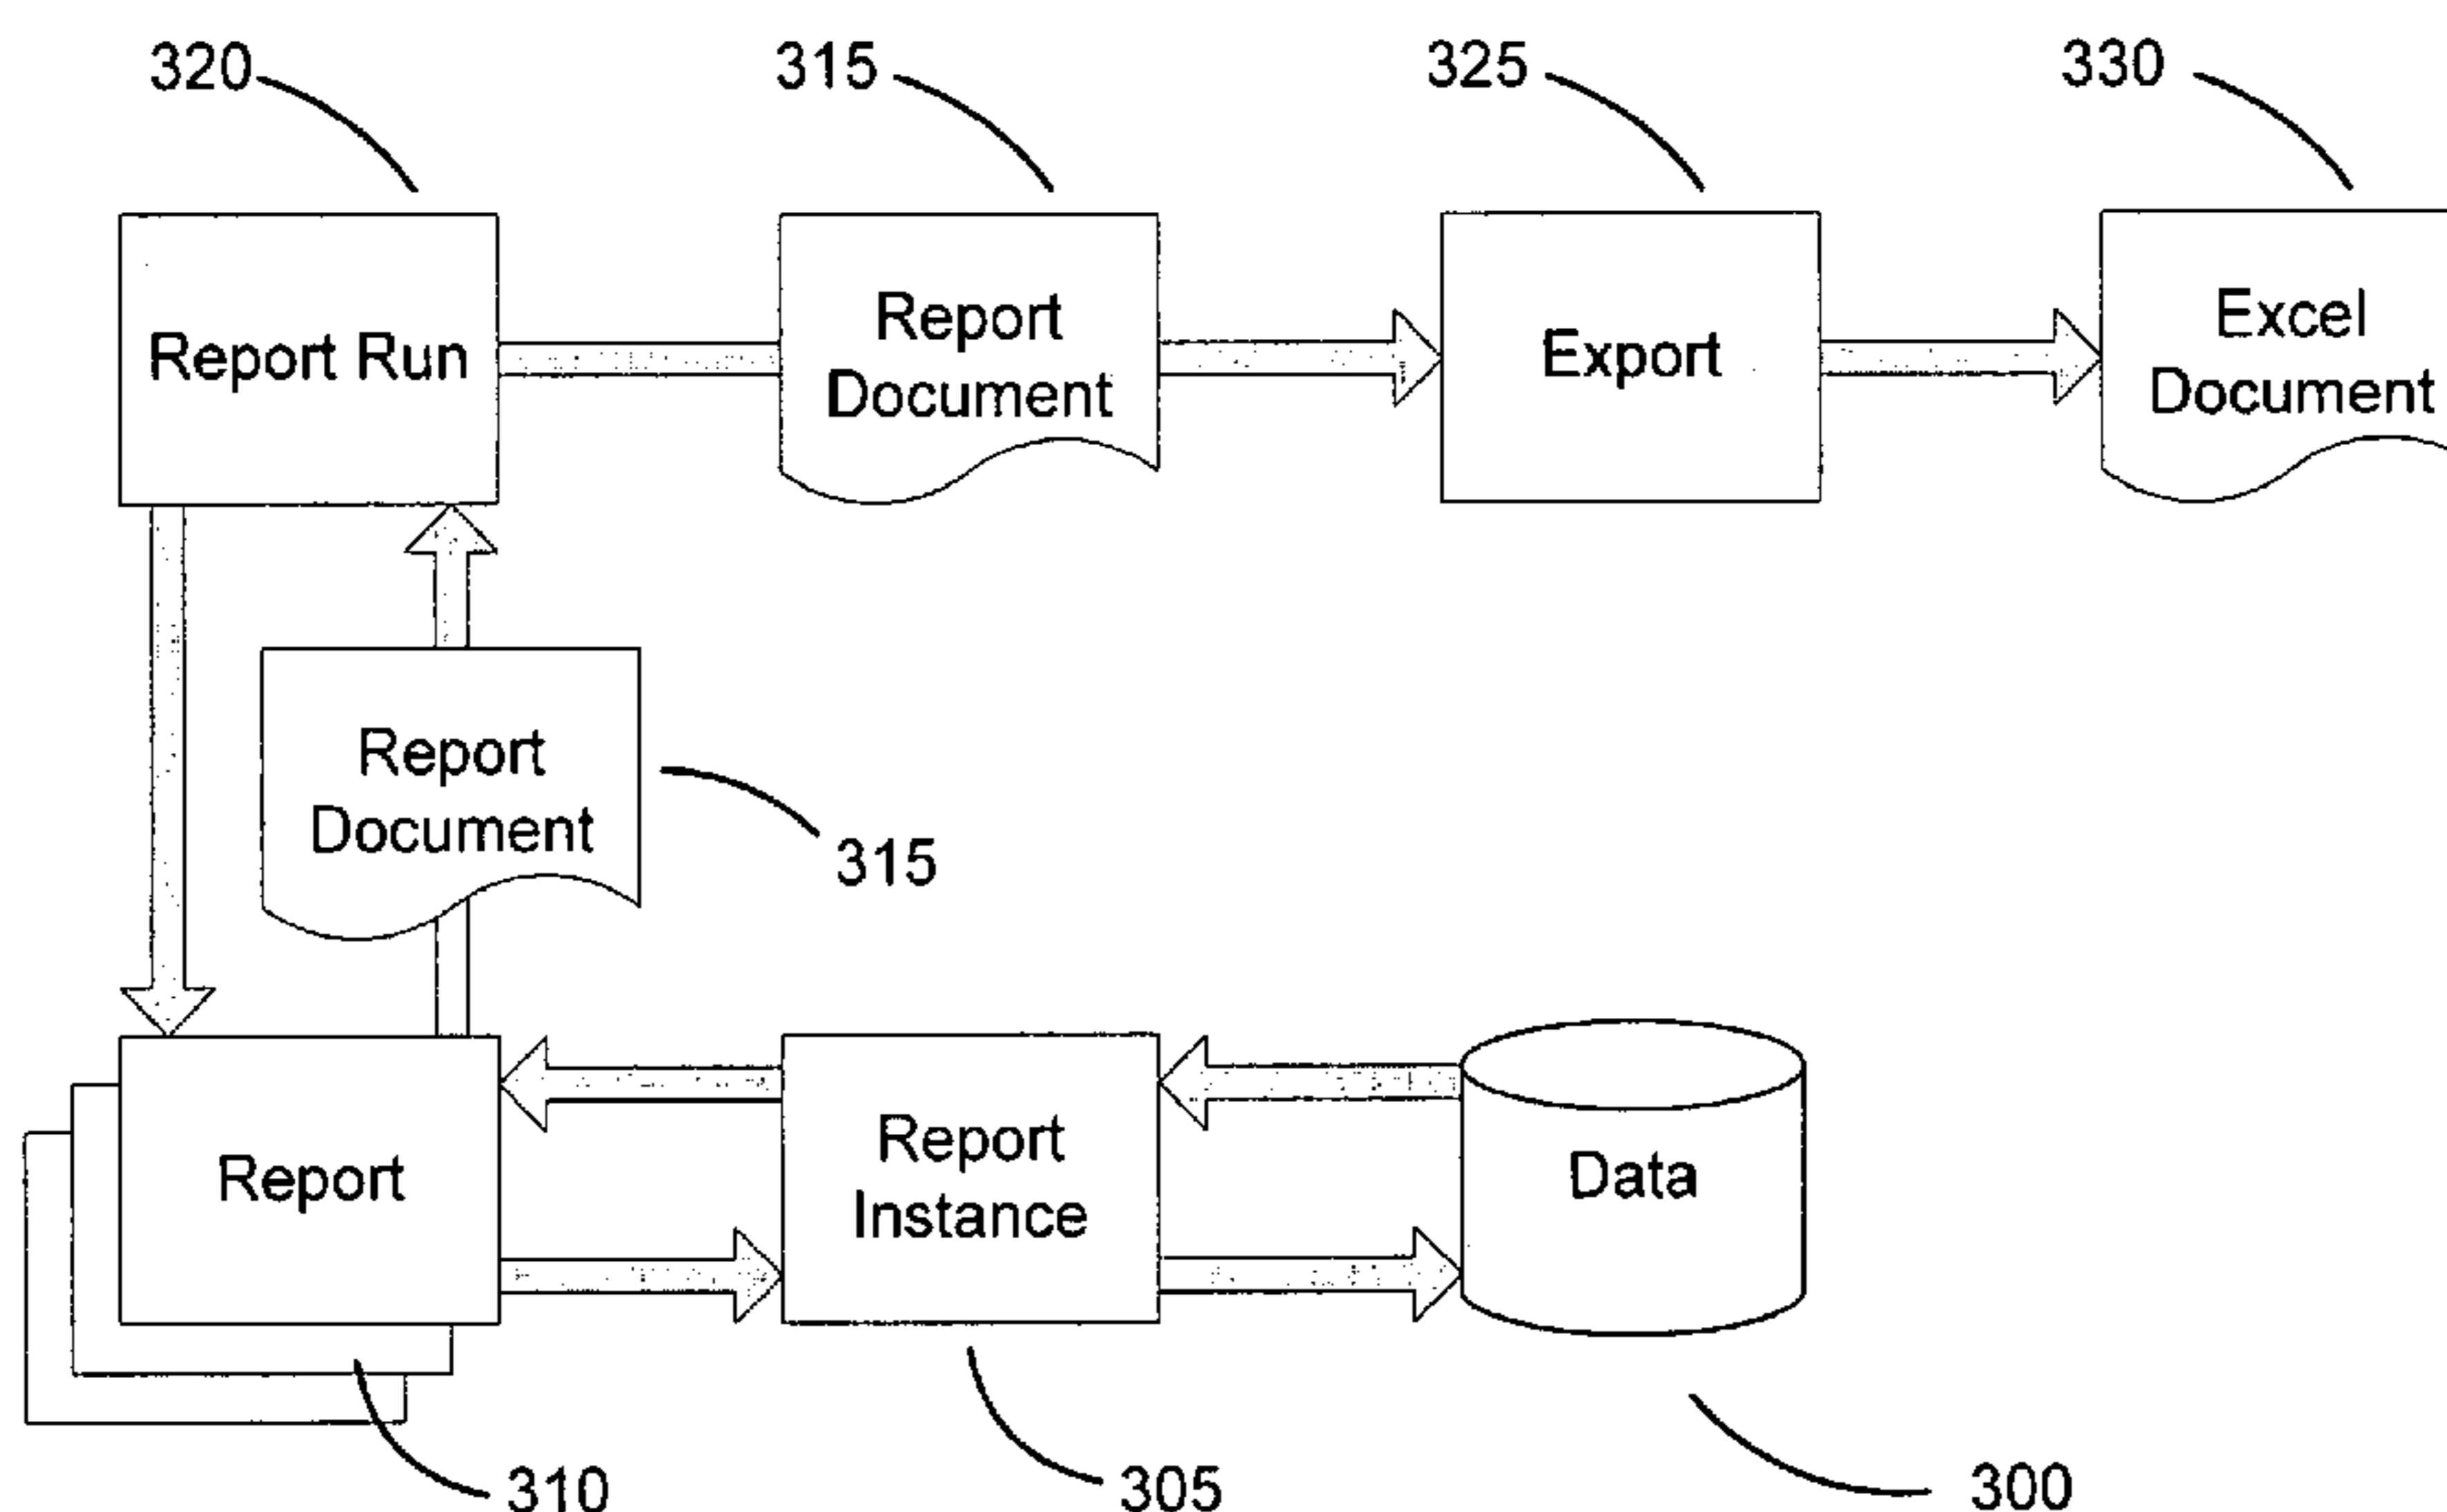 320
315
325
330
Report Run
Report
Document
Export
Excel
Document
Report
Document
315
Report
Report
Instance
Data
310
305
300